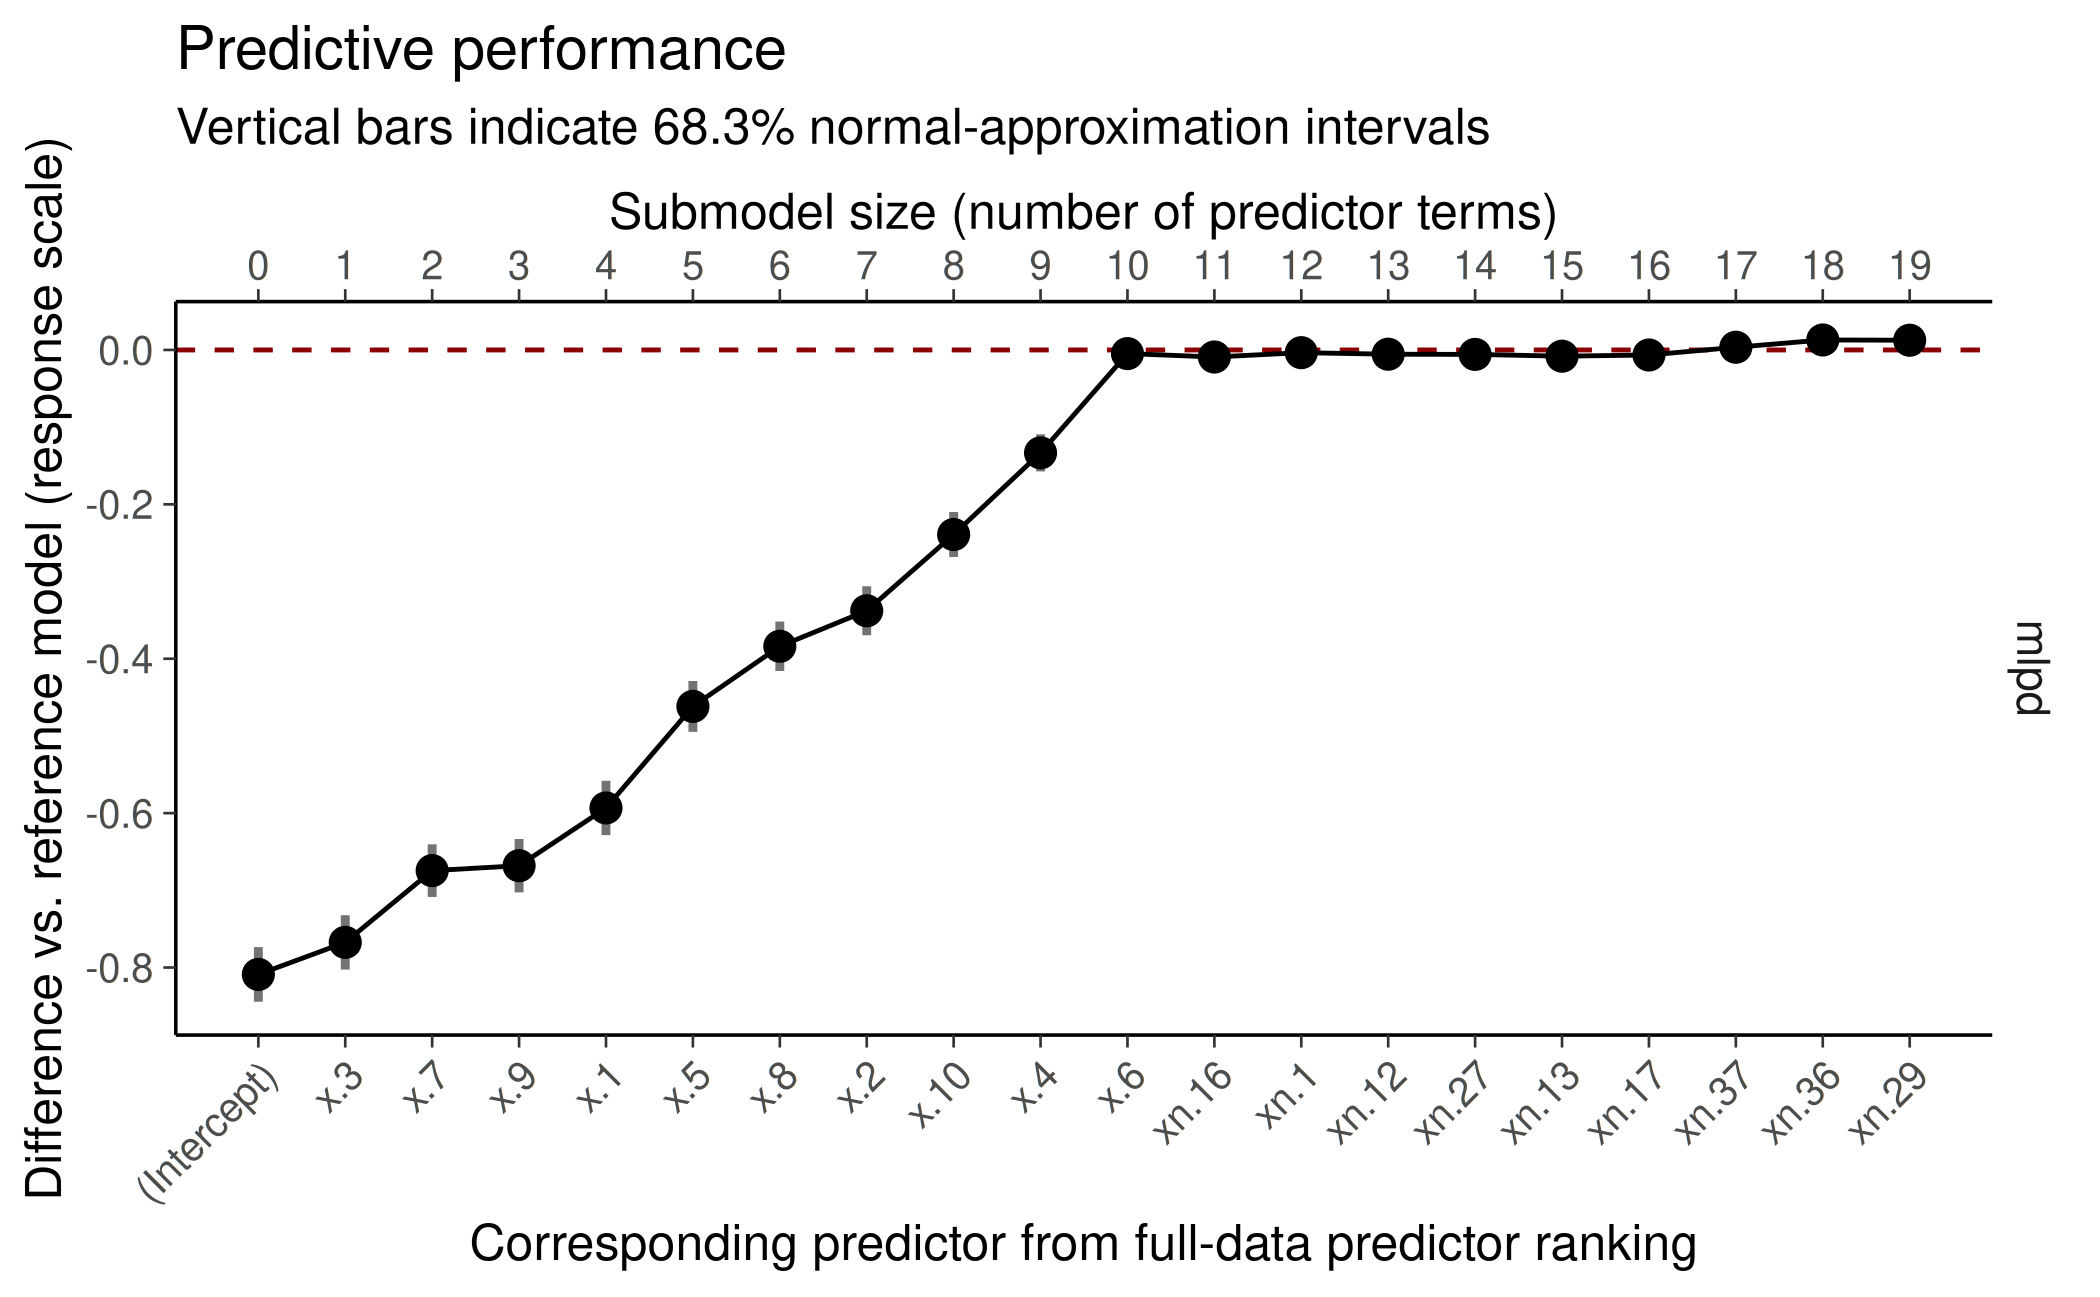 Predictive performance
Vertical bars indicate 68.3% normal-approximation intervals
Submodel size (number of predictor terms)
0 1 2 3 4 5 6 7 8 9 10 11 12 13 14 15 16 17 18 19
Difference vs. reference model (response scale)
0.0
-0.2
-0.4
-0.6
-0.8
mlpd
(Intercept) x.3 x.7 x.9 x.1 x.5 x.8 x.2 x.10 x.4 x.6 xn.16 xn.1 xn.12 xn.27 xn.13 xn.17 xn.37 xn.36 xn.29
Corresponding predictor from full-data predictor ranking